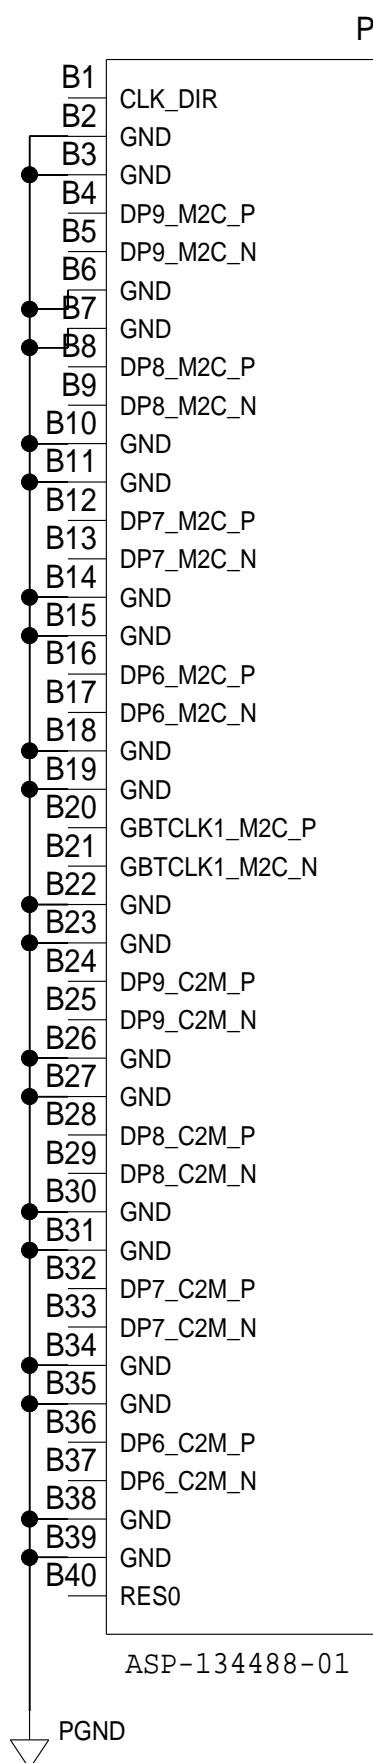 P
B1 CLK_DIR
B2 GND
B3 GND
B4 DP9_M2C_P
B5 DP9_M2C_N
B6 GND
B7 GND
B8 DP8_M2C_P
B9 DP8_M2C_N
B10 GND
B11 GND
B12 DP7_M2C_P
B13 DP7_M2C_N
B14 GND
B15 GND
B16 DP6_M2C_P
B17 DP6_M2C_N
B18 GND
B19 GND
B20 GBTCLK1_M2C_P
B21 GBTCLK1_M2C_N
B22 GND
B23 GND
B24 DP9_C2M_P
B25 DP9_C2M_N
B26 GND
B27 GND
B28 DP8_C2M_P
B29 DP8_C2M_N
B30 GND
B31 GND
B32 DP7_C2M_P
B33 DP7_C2M_N
B34 GND
B35 GND
B36 DP6_C2M_P
B37 DP6_C2M_N
B38 GND
B39 GND
B40 RES0
ASP-134488-01
PGND